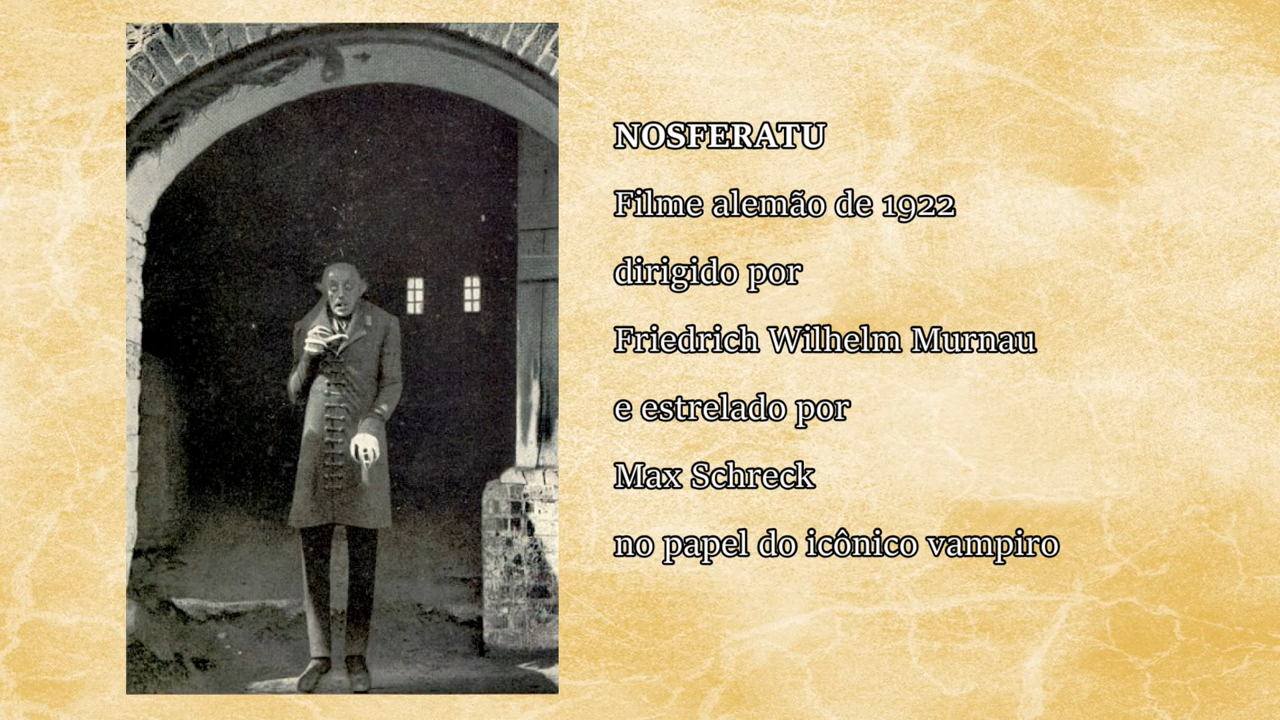 NOSFERATU
Filme alemão de 1922
dirigido por
Friedrich Wilhelm Murnau
e estrelado por
Max Schreck
no papel do icônico vampiro